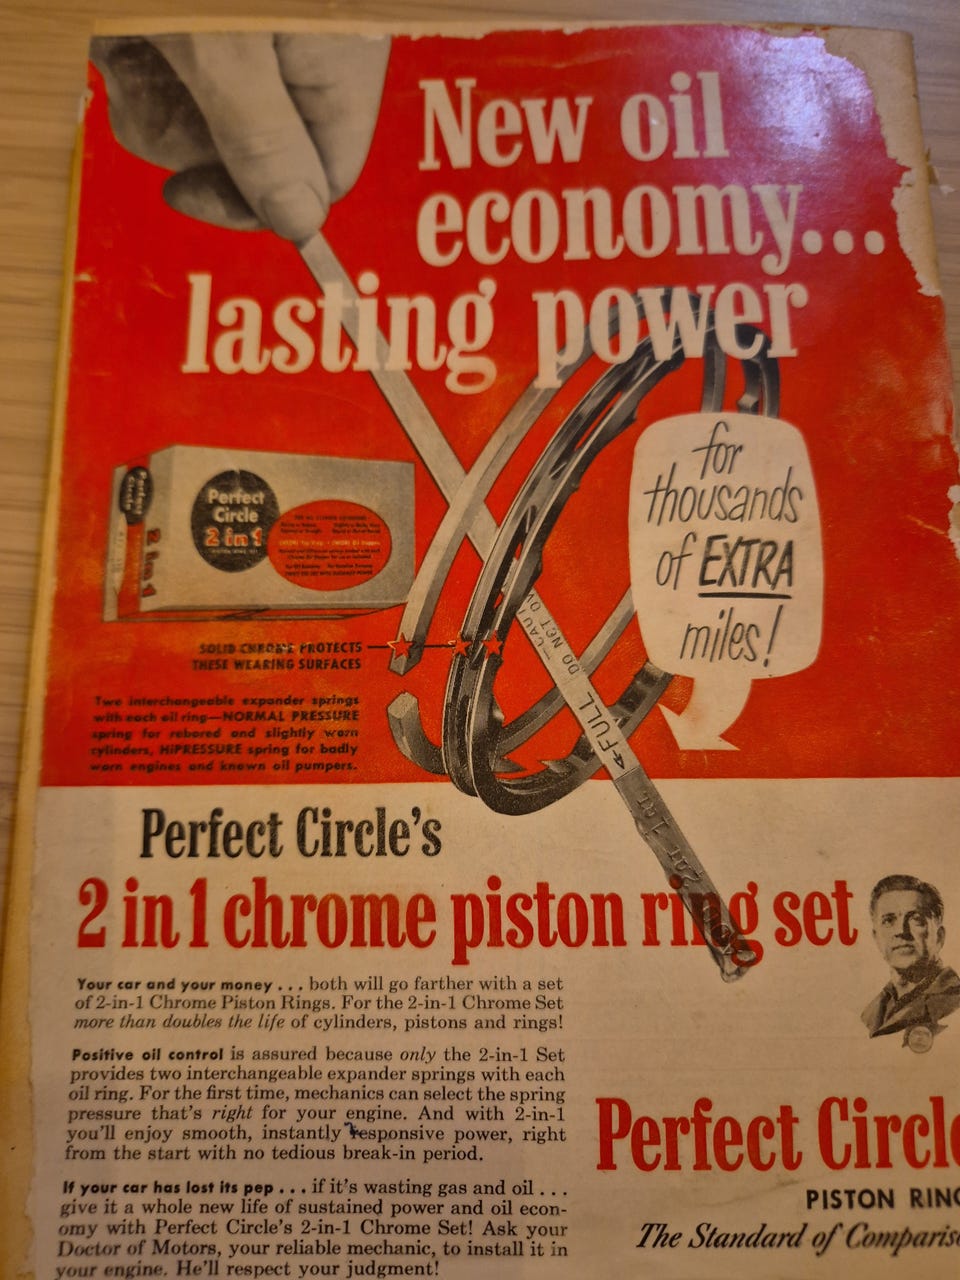 New oil
economy...
lasting power
for
thousands
of EXTRA
miles!
Perfect
Circle
2 in 1
Perfect
Circle
2 in 1
SOLID CHROME PROTECTS
THESE WEARING SURFACES
Two interchangeable expander springs
with each oil ring—NORMAL PRESSURE
spring for rebored and slightly worn
cylinders, HiPRESSURE spring for badly
worn engines and known oil pumpers.
DO NOT OV
4-FULL
Perfect Circle's
2 in 1 chrome piston ring set
Your car and your money . . . both will go farther with a set
of 2-in-1 Chrome Piston Rings. For the 2-in-1 Chrome Set
more than doubles the life of cylinders, pistons and rings!
Positive oil control is assured because only the 2-in-1 Set
provides two interchangeable expander springs with each
oil ring. For the first time, mechanics can select the spring
pressure that's right for your engine. And with 2-in-1
you'll enjoy smooth, instantly responsive power, right
from the start with no tedious break-in period.
If your car has lost its pep . . . if it's wasting gas and oil . . .
give it a whole new life of sustained power and oil econ-
omy with Perfect Circle's 2-in-1 Chrome Set! Ask your
Doctor of Motors, your reliable mechanic, to install it in
your engine. He'll respect your judgment!
Perfect Circle
PISTON RING
The Standard of Comparis